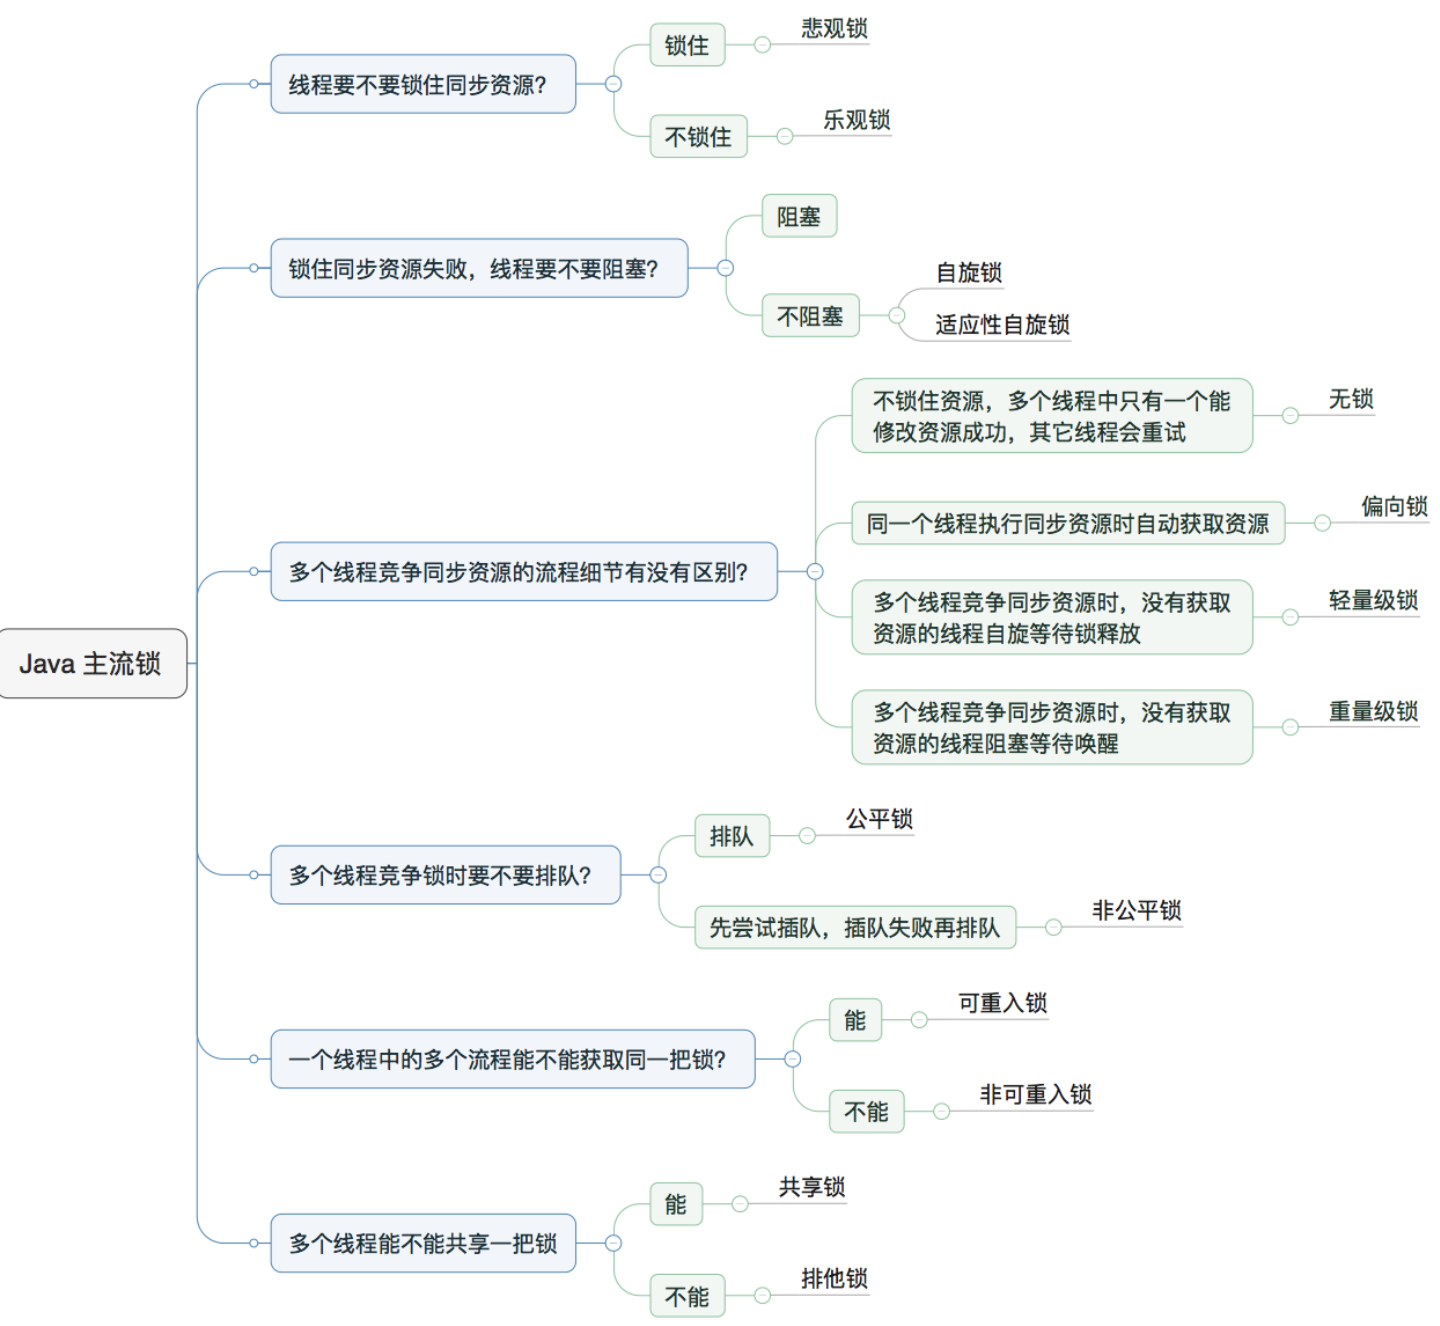 Java 主流锁
线程要不要锁住同步资源？
锁住
悲观锁
不锁住
乐观锁
锁住同步资源失败，线程要不要阻塞？
阻塞
不阻塞
自旋锁
适应性自旋锁
多个线程竞争同步资源的流程细节有没有区别？
不锁住资源，多个线程中只有一个能
修改资源成功，其它线程会重试
无锁
同一个线程执行同步资源时自动获取资源
偏向锁
多个线程竞争同步资源时，没有获取
资源的线程自旋等待锁释放
轻量级锁
多个线程竞争同步资源时，没有获取
资源的线程阻塞等待唤醒
重量级锁
多个线程竞争锁时要不要排队？
排队
公平锁
先尝试插队，插队失败再排队
非公平锁
一个线程中的多个流程能不能获取同一把锁？
能
可重入锁
不能
非可重入锁
多个线程能不能共享一把锁
能
共享锁
不能
排他锁